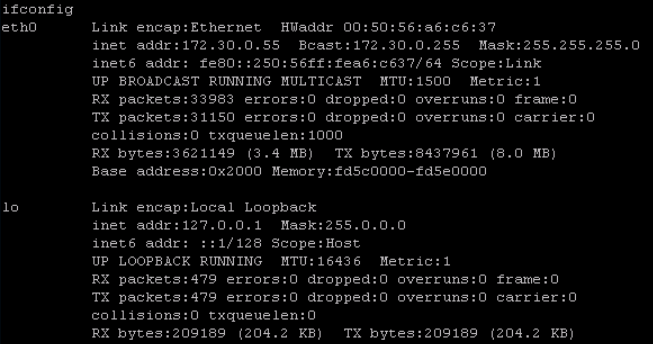 ifconfig
eth0      Link encap:Ethernet  HWaddr 00:50:56:a6:c6:37
          inet addr:172.30.0.55  Bcast:172.30.0.255  Mask:255.255.255.0
          inet6 addr: fe80::250:56ff:fea6:c637/64 Scope:Link
          UP BROADCAST RUNNING MULTICAST  MTU:1500  Metric:1
          RX packets:33983 errors:0 dropped:0 overruns:0 frame:0
          TX packets:31150 errors:0 dropped:0 overruns:0 carrier:0
          collisions:0 txqueuelen:1000
          RX bytes:3621149 (3.4 MB)  TX bytes:8437961 (8.0 MB)
          Base address:0x2000 Memory:fd5c0000-fd5e0000

lo        Link encap:Local Loopback
          inet addr:127.0.0.1  Mask:255.0.0.0
          inet6 addr: ::1/128 Scope:Host
          UP LOOPBACK RUNNING  MTU:16436  Metric:1
          RX packets:479 errors:0 dropped:0 overruns:0 frame:0
          TX packets:479 errors:0 dropped:0 overruns:0 carrier:0
          collisions:0 txqueuelen:0
          RX bytes:209189 (204.2 KB)  TX bytes:209189 (204.2 KB)